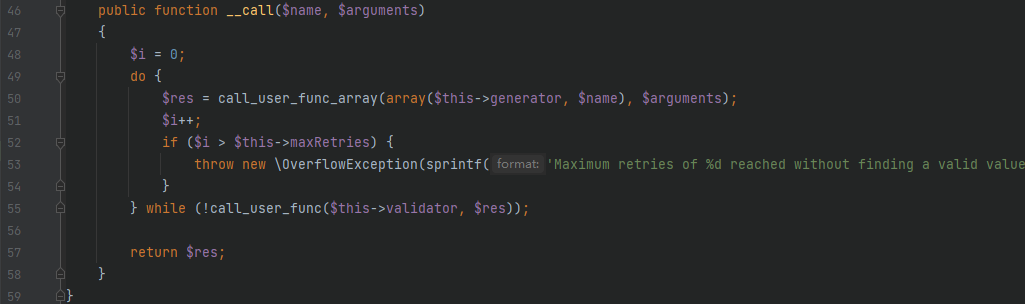 46 public function __call($name, $arguments)
47 {
48 $i = 0;
49 do {
50 $res = call_user_func_array(array($this->generator, $name), $arguments);
51 $i++;
52 if ($i > $this->maxRetries) {
53 throw new \OverflowException(sprintf( format: 'Maximum retries of %d reached without finding a valid value
54 }
55 } while (!call_user_func($this->validator, $res));
56
57 return $res;
58 }
59 }